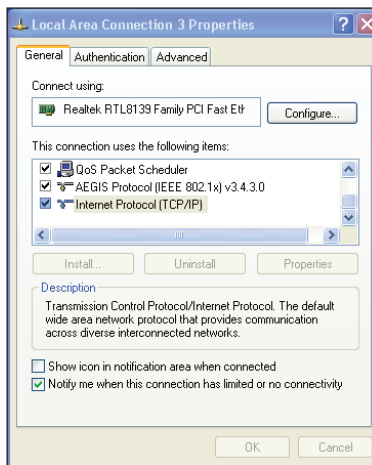 Local Area Connection 3 Properties
General Authentication Advanced
Connect using:
Realtek RTL8139 Family PCI Fast Eth
Configure...
This connection uses the following items:
QoS Packet Scheduler
AEGIS Protocol (IEEE 802.1x) v3.4.3.0
Internet Protocol (TCP/IP)
Install... Uninstall Properties
Description
Transmission Control Protocol/Internet Protocol. The default
wide area network protocol that provides communication
across diverse interconnected networks.
Show icon in notification area when connected
Notify me when this connection has limited or no connectivity
OK Cancel